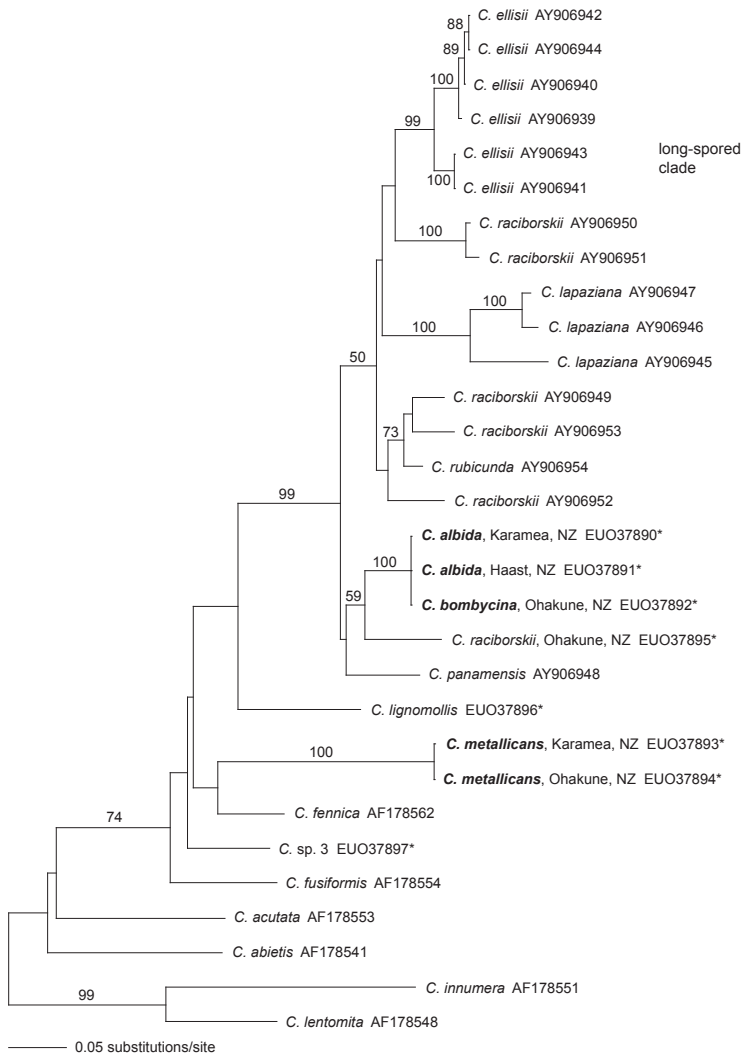 88
C. ellisii AY906942
89
C. ellisii AY906944
100
C. ellisii AY906940
C. ellisii AY906939
99
C. ellisii AY906943
long-spored
clade
100
C. ellisii AY906941
C. raciborskii AY906950
100
C. raciborskii AY906951
100
C. lapaziana AY906947
100
C. lapaziana AY906946
50
C. lapaziana AY906945
C. raciborskii AY906949
73
C. raciborskii AY906953
C. rubicunda AY906954
99
C. raciborskii AY906952
C. albida, Karamea, NZ EUO37890*
100
C. albida, Haast, NZ EUO37891*
59
C. bombycina, Ohakune, NZ EUO37892*
C. raciborskii, Ohakune, NZ EUO37895*
C. panamensis AY906948
C. lignomollis EUO37896*
100
C. metallicans, Karamea, NZ EUO37893*
C. metallicans, Ohakune, NZ EUO37894*
74
C. fennica AF178562
C. sp. 3 EUO37897*
C. fusiformis AF178554
C. acutata AF178553
C. abietis AF178541
99
C. innumera AF178551
C. lentomita AF178548
0.05 substitutions/site